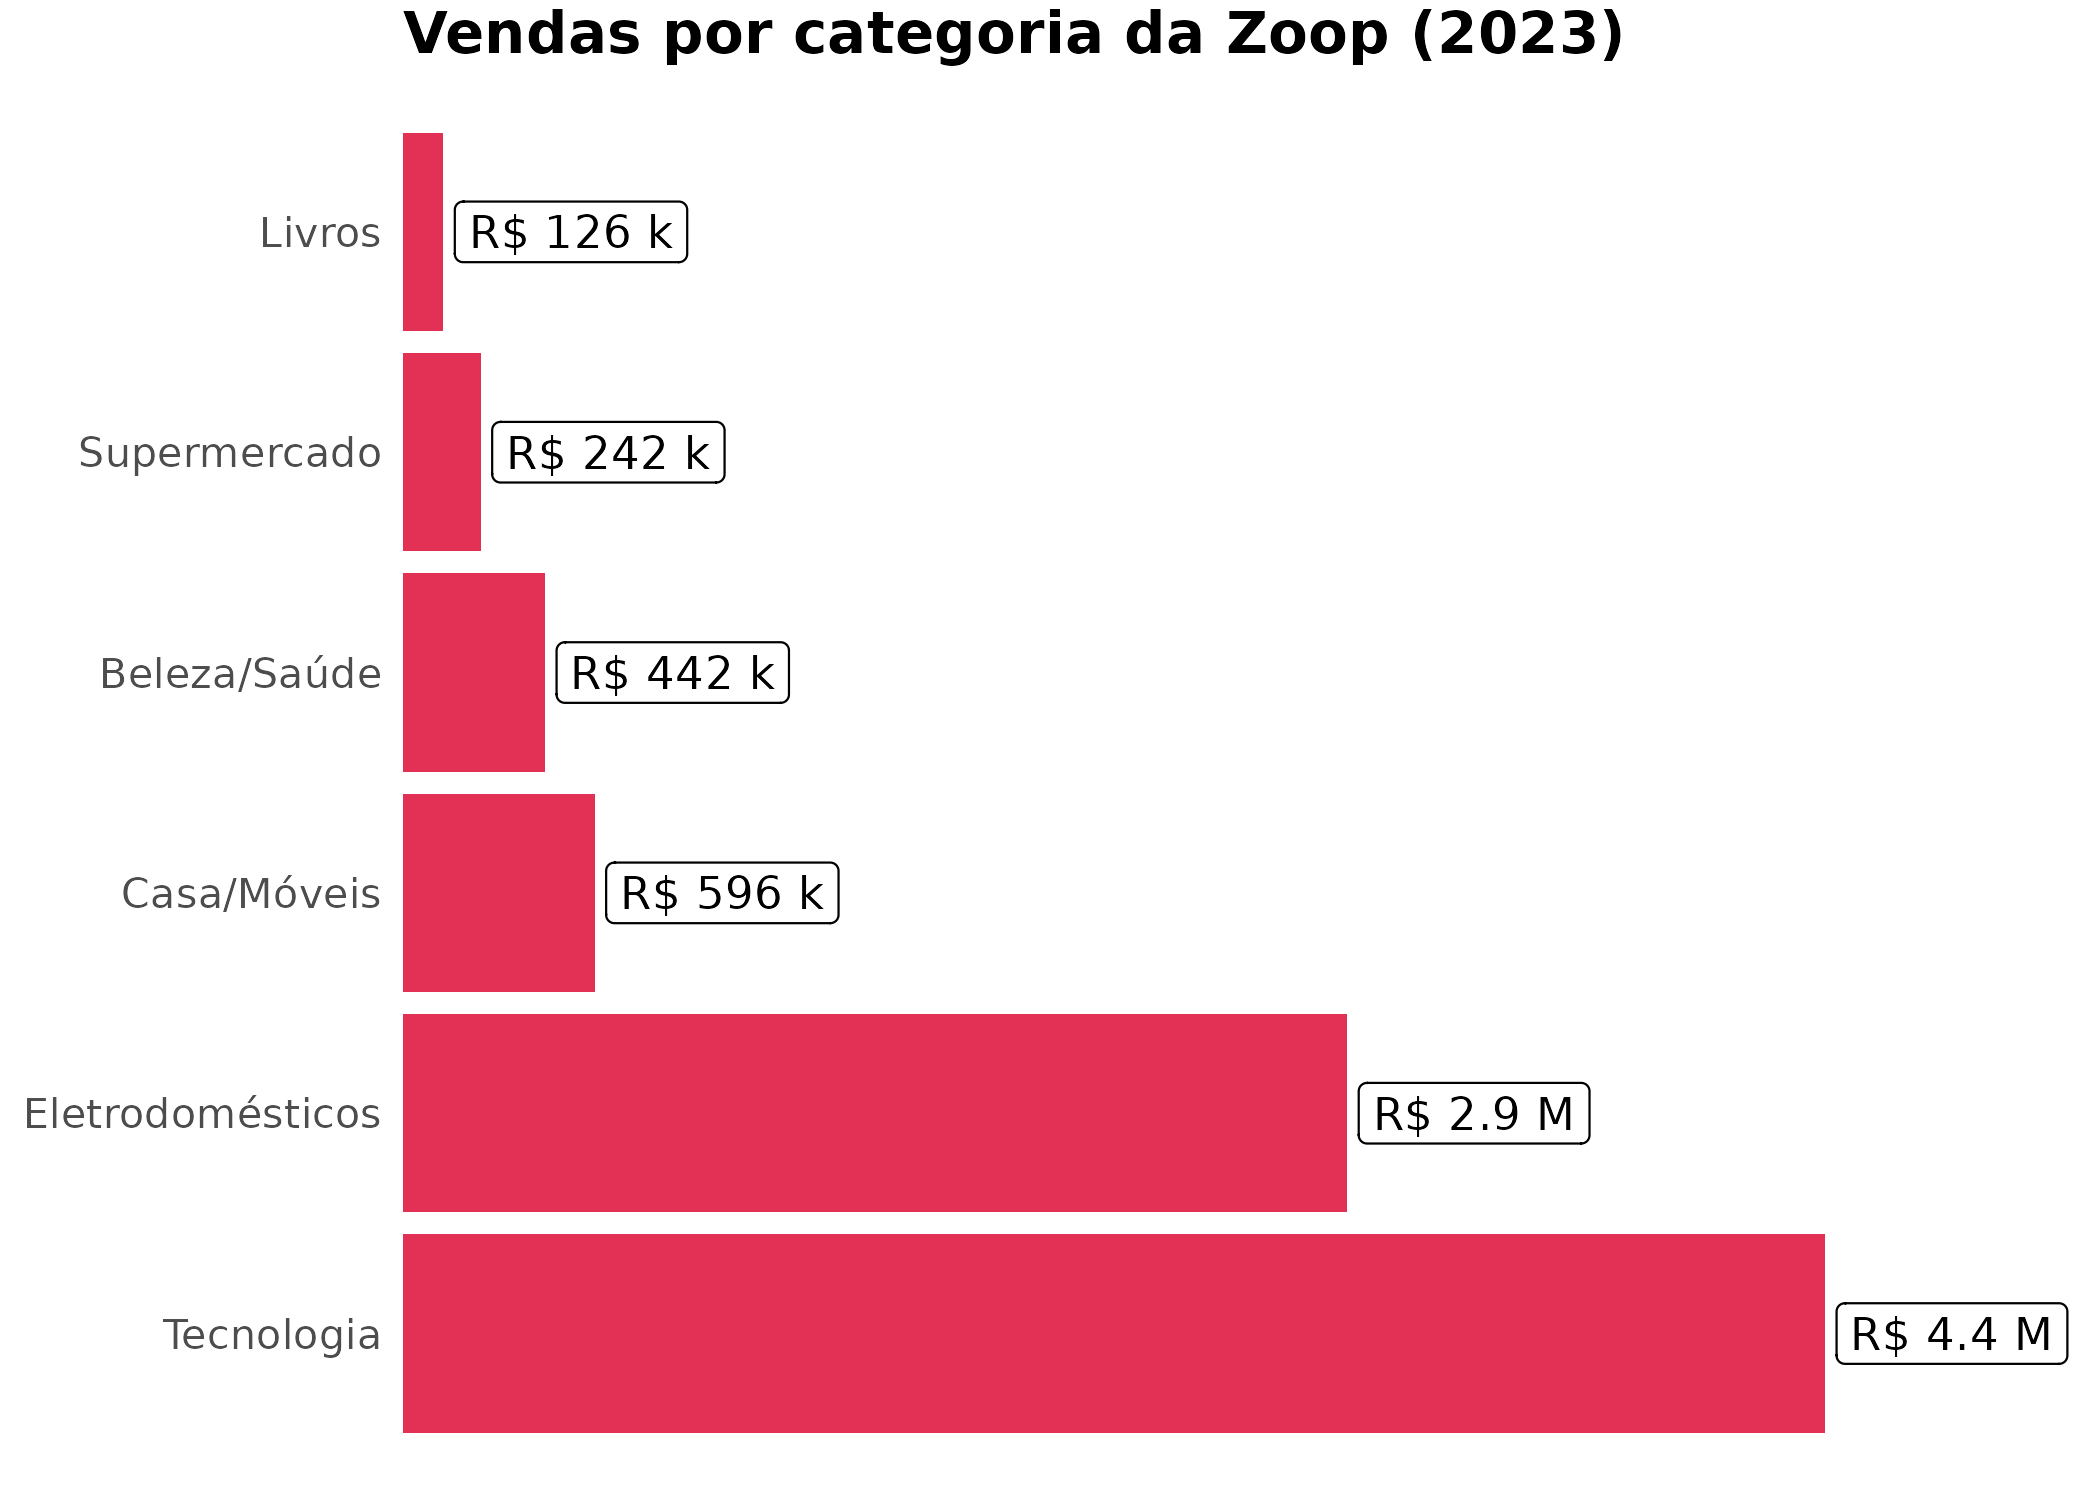 Vendas por categoria da Zoop (2023)
Livros
R$ 126 k
Supermercado
R$ 242 k
Beleza/Saúde
R$ 442 k
Casa/Móveis
R$ 596 k
Eletrodomésticos
R$ 2.9 M
Tecnologia
R$ 4.4 M